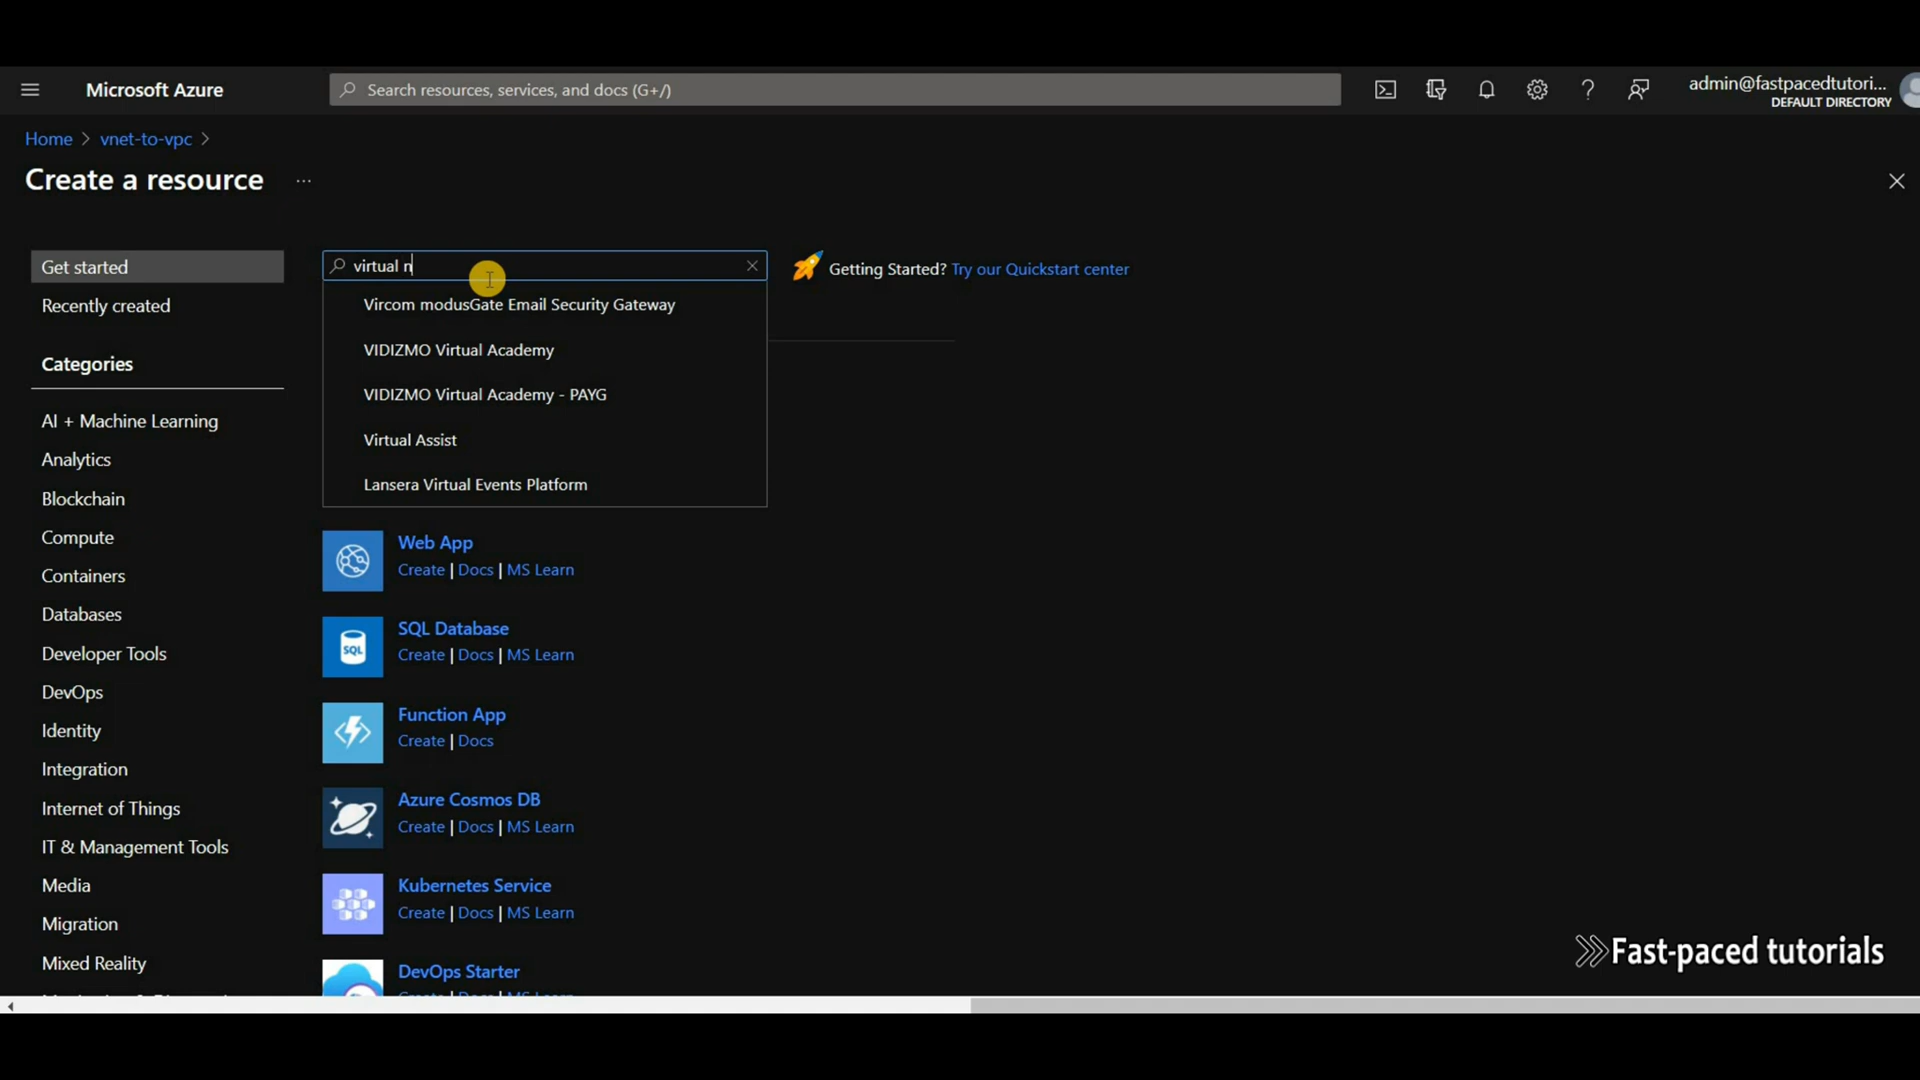 Microsoft Azure
Search resources, services, and docs (G+/)
admin@fastpacedtutori...
DEFAULT DIRECTORY
Home > vnet-to-vpc >
Create a resource ...
Get started
Recently created
Categories
AI + Machine Learning
Analytics
Blockchain
Compute
Containers
Databases
Developer Tools
DevOps
Identity
Integration
Internet of Things
IT & Management Tools
Media
Migration
Mixed Reality
virtual n
Vircom modusGate Email Security Gateway
VIDIZMO Virtual Academy
VIDIZMO Virtual Academy - PAYG
Virtual Assist
Lansera Virtual Events Platform
Getting Started? Try our Quickstart center
Web App
Create | Docs | MS Learn
SQL
SQL Database
Create | Docs | MS Learn
Function App
Create | Docs
Azure Cosmos DB
Create | Docs | MS Learn
Kubernetes Service
Create | Docs | MS Learn
DevOps Starter
Fast-paced tutorials